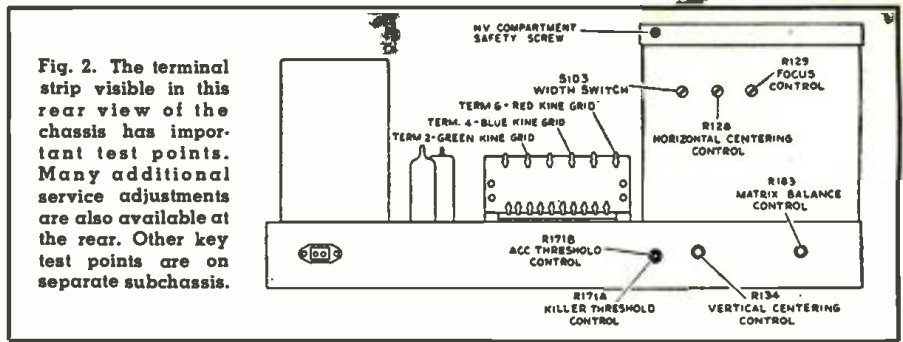 Fig. 2. The terminal
strip visible in this
rear view of the
chassis has impor-
tant test points.
Many additional
service adjustments
are also available at
the rear. Other key
test points are on
separate subchassis.
HV COMPARTMENT
SAFETY SCREW
S103
WIDTH SWITCH
TERM 6 - RED KINE GRID
TERM. 4 - BLUE KINE GRID
TERM 2 - GREEN KINE GRID
R129
FOCUS
CONTROL
R128
HORIZONTAL CENTERING
CONTROL
R183
MATRIX BALANCE
CONTROL
R171B
ACC THRESHOLD
CONTROL
R171A
KILLER THRESHOLD
CONTROL
R134
VERTICAL CENTERING
CONTROL